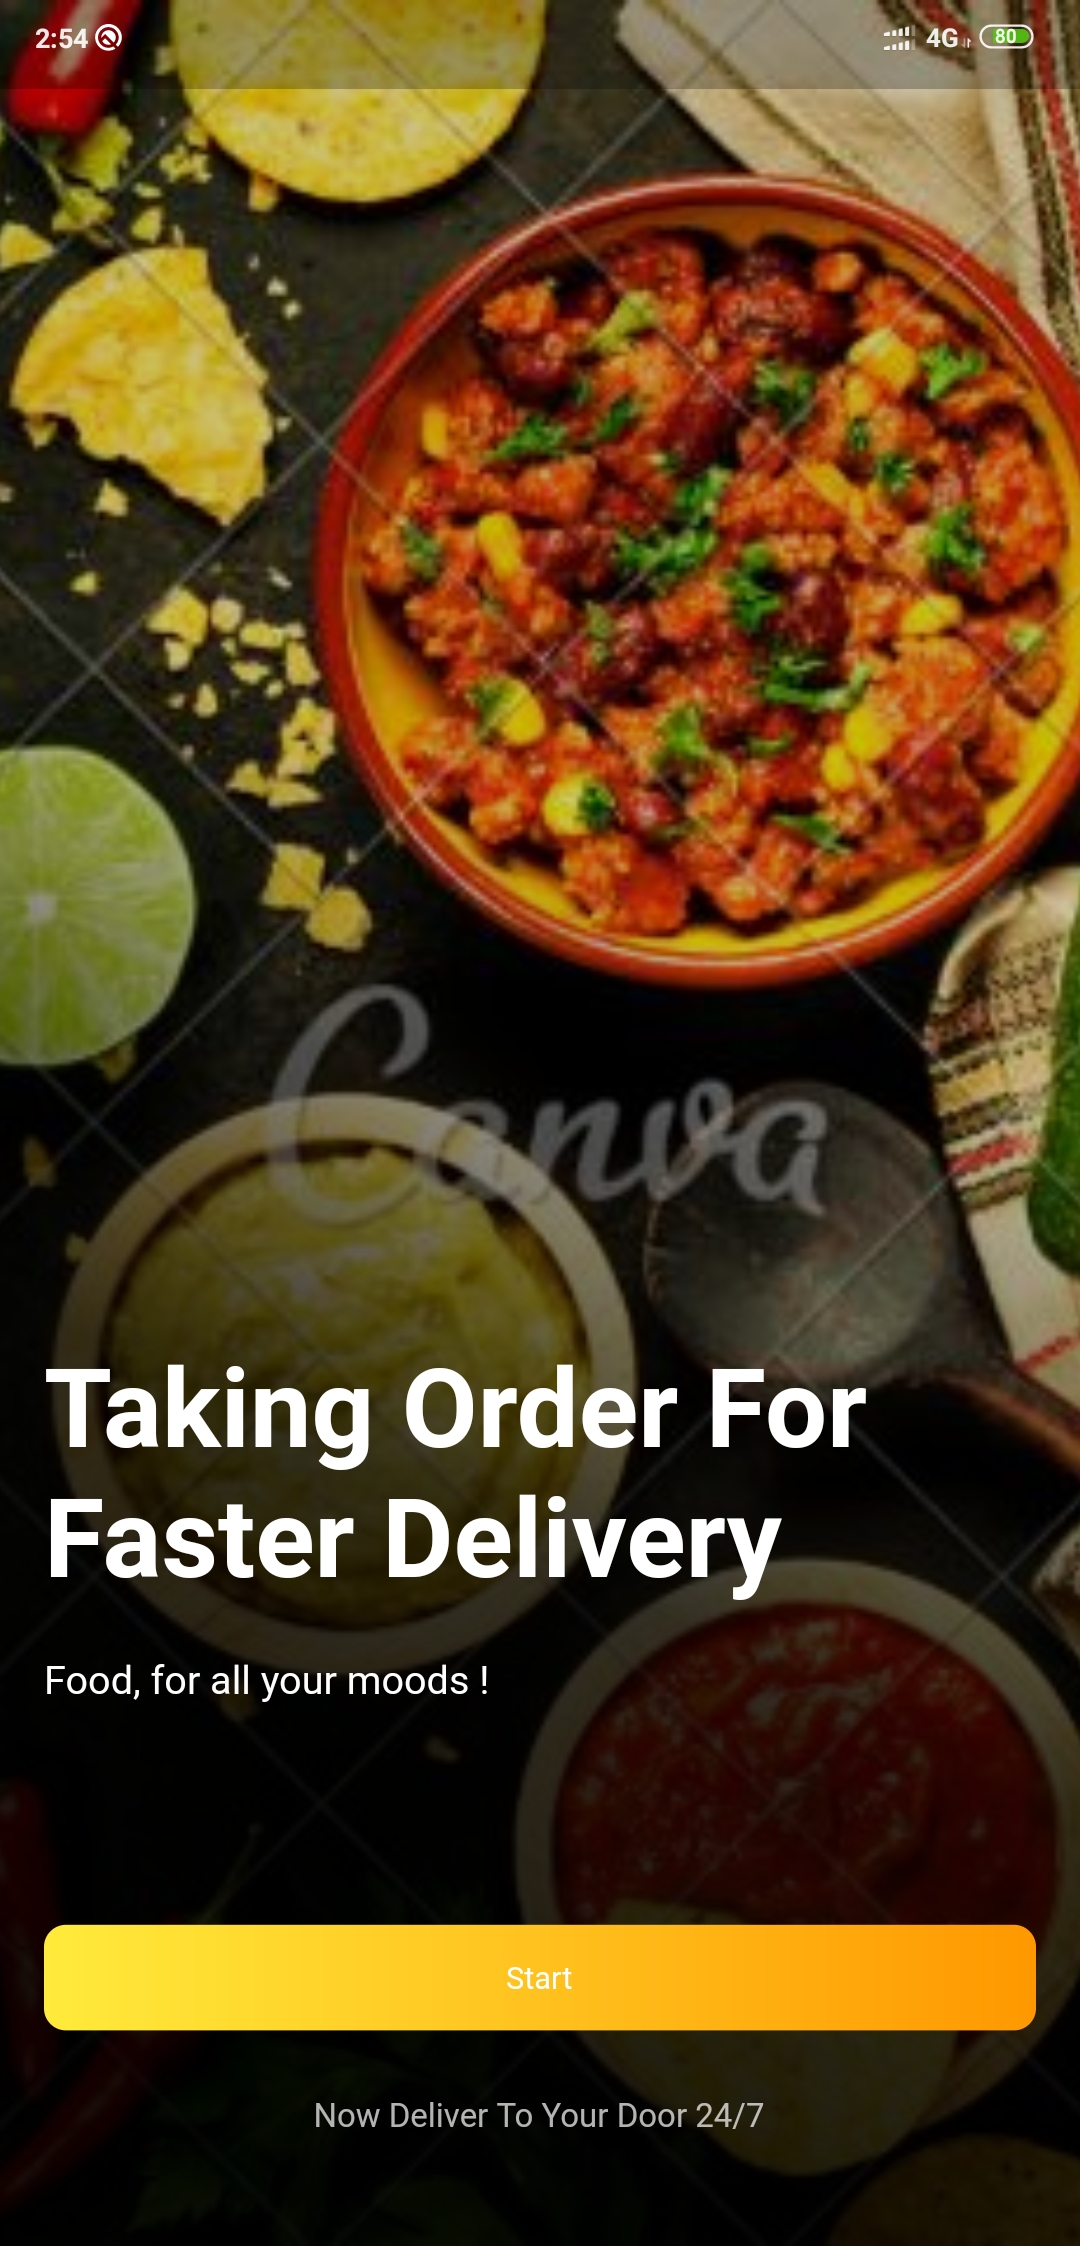 2:54 4G 80
Canva
Taking Order For
Faster Delivery
Food, for all your moods !
Start
Now Deliver To Your Door 24/7